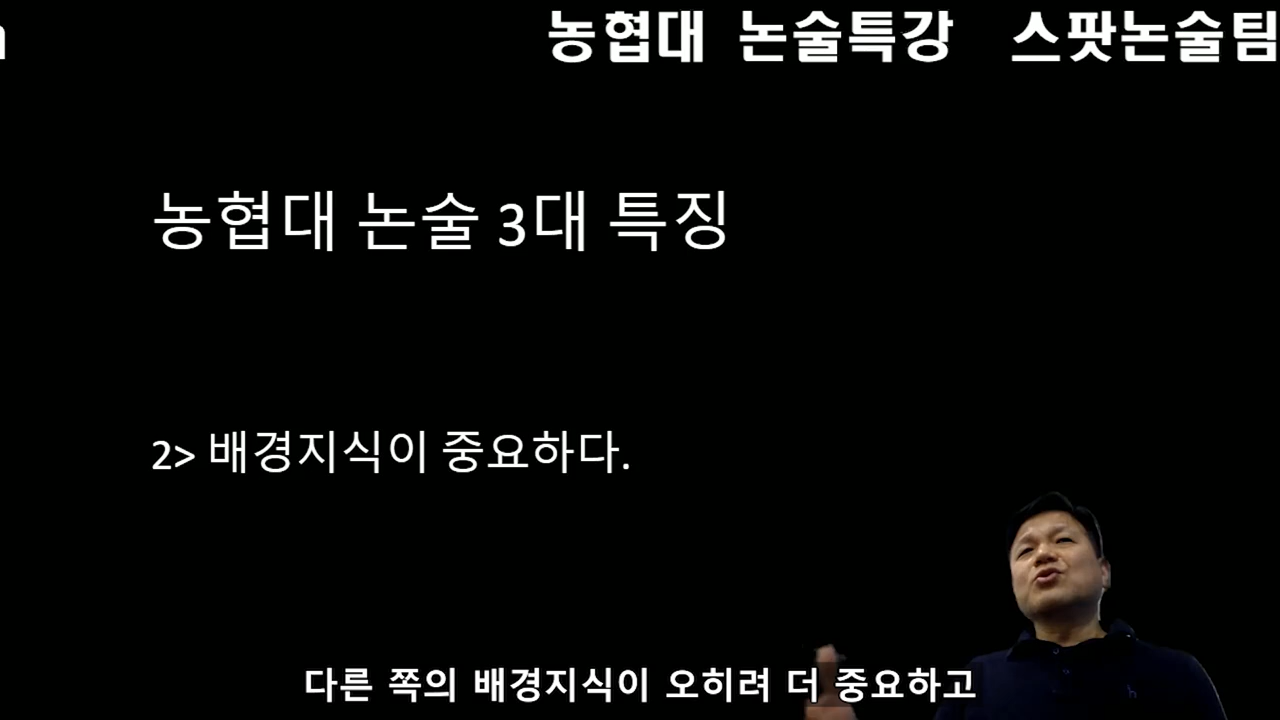 농협대 논술특강 스팟논술팀
농협대 논술 3대 특징
2> 배경지식이 중요하다.
다른 쪽의 배경지식이 오히려 더 중요하고